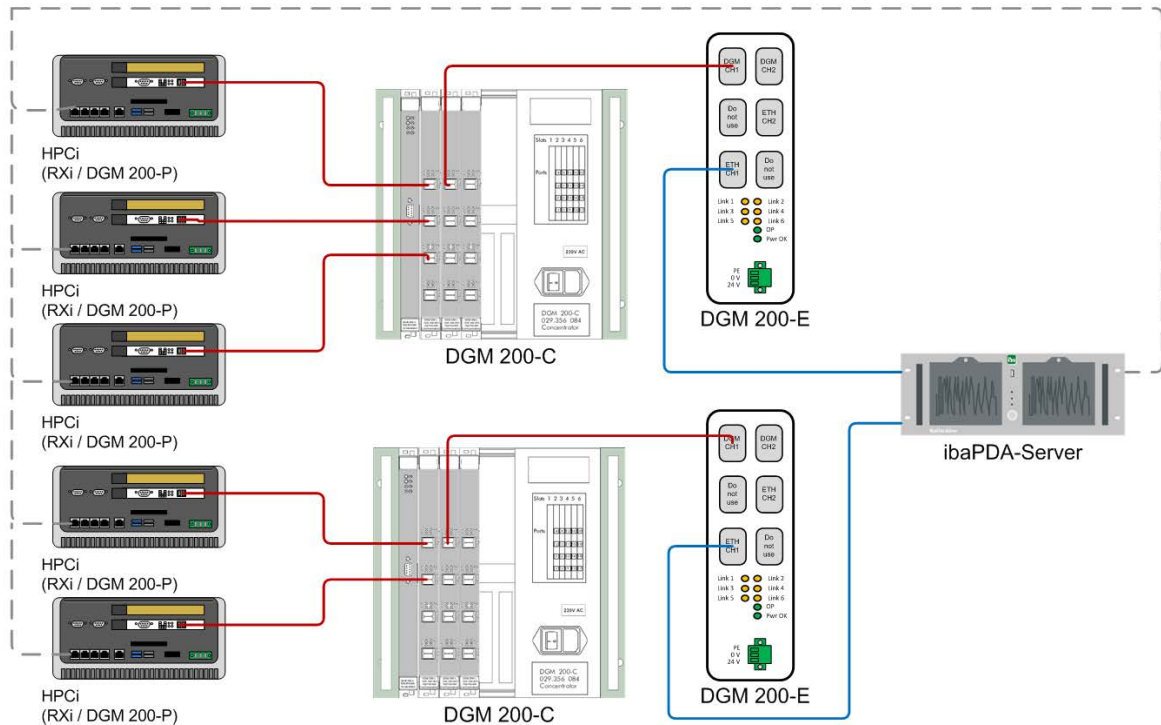 HPCi
(RXi / DGM 200-P)
HPCi
(RXi / DGM 200-P)
HPCi
(RXi / DGM 200-P)
HPCi
(RXi / DGM 200-P)
HPCi
(RXi / DGM 200-P)
Slots 1 2 3 4 5 6
Ports
230V AC
DGM 200-C
029.356 084
Concentrator
DGM 200-C
Slots 1 2 3 4 5 6
Ports
220V AC
DGM 200-C
029.356 084
Concentrator
DGM 200-C
DGM CH1
DGM CH2
Do not use
ETH CH2
ETH CH1
Do not use
Link 1 Link 2
Link 3 Link 4
Link 5 Link 6
OP
Pwr OK
PE
0 V
24 V
DGM 200-E
DGM CH1
DGM CH2
Do not use
ETH CH2
ETH CH1
Do not use
Link 1 Link 2
Link 3 Link 4
Link 5 Link 6
OP
Pwr OK
PE
0 V
24 V
DGM 200-E
ibaPDA-Server